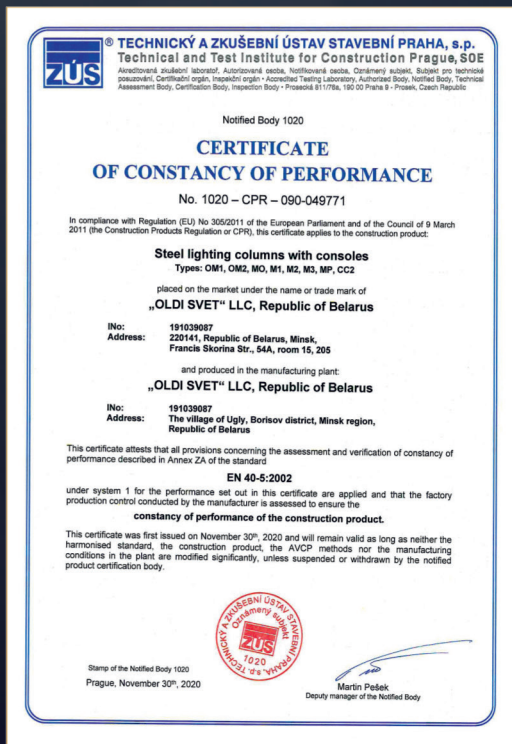 ZÚS
® TECHNICKÝ A ZKUŠEBNÍ ÚSTAV STAVEBNÍ PRAHA, s.p.
Technical and Test Institute for Construction Prague, SOE
Akreditovaná zkušební laboratoř, Autorizovaná osoba, Notifikovaná osoba, Oznámený subjekt, Subjekt pro technické
posuzování, Certifikační orgán, Inspekční orgán • Accredited Testing Laboratory, Authorized Body, Notified Body, Technical
Assessment Body, Certification Body, Inspection Body • Prosecká 811/76a, 190 00 Praha 9 - Prosek, Czech Republic
Notified Body 1020
CERTIFICATE
OF CONSTANCY OF PERFORMANCE
No. 1020 – CPR – 090-049771
In compliance with Regulation (EU) No 305/2011 of the European Parliament and of the Council of 9 March
2011 (the Construction Products Regulation or CPR), this certificate applies to the construction product:
Steel lighting columns with consoles
Types: OM1, OM2, MO, M1, M2, M3, MP, CC2
placed on the market under the name or trade mark of
„OLDI SVET“ LLC, Republic of Belarus
INo: 191039087
Address: 220141, Republic of Belarus, Minsk,
Francis Skorina Str., 54A, room 15, 205
and produced in the manufacturing plant:
„OLDI SVET“ LLC, Republic of Belarus
INo: 191039087
Address: The village of Ugly, Borisov district, Minsk region,
Republic of Belarus
This certificate attests that all provisions concerning the assessment and verification of constancy of
performance described in Annex ZA of the standard
EN 40-5:2002
under system 1 for the performance set out in this certificate are applied and that the factory
production control conducted by the manufacturer is assessed to ensure the
constancy of performance of the construction product.
This certificate was first issued on November 30th, 2020 and will remain valid as long as neither the
harmonised standard, the construction product, the AVCP methods nor the manufacturing
conditions in the plant are modified significantly, unless suspended or withdrawn by the notified
product certification body.
TECHNICKÝ A ZKUŠEBNÍ ÚSTAV STAVEBNÍ PRAHA, s.p.
Oznámený subjekt
ZÚS
1020
Stamp of the Notified Body 1020
Prague, November 30th, 2020
Martin Pešek
Deputy manager of the Notified Body